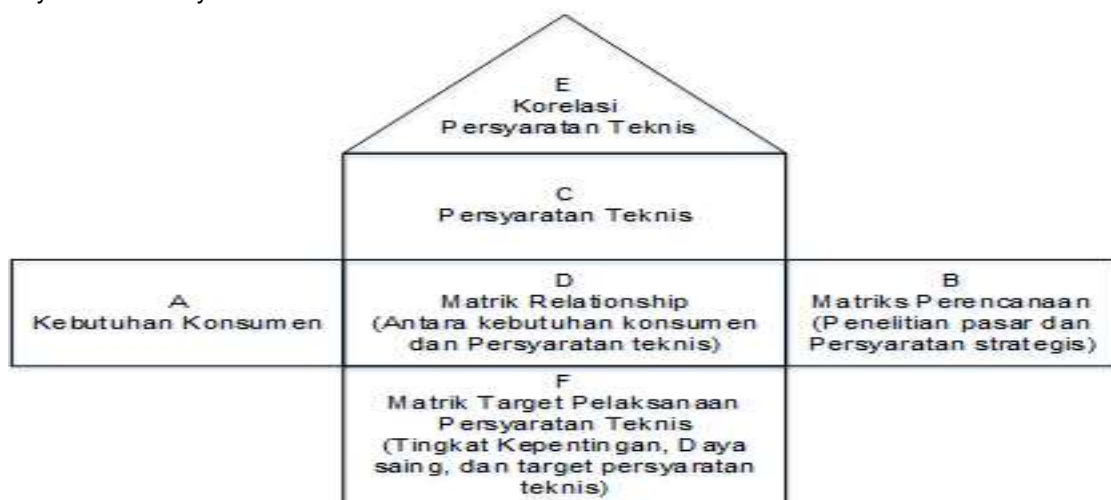 E
Korelasi
Persyaratan Teknis
C
Persyaratan Teknis
A
Kebutuhan Konsumen
D
Matrik Relationship
(Antara kebutuhan konsumen
dan Persyaratan teknis)
B
Matriks Perencanaan
(Penelitian pasar dan
Persyaratan strategis)
F
Matrik Target Pelaksanaan
Persyaratan Teknis
(Tingkat Kepentingan, Daya
saing, dan target persyaratan
teknis)